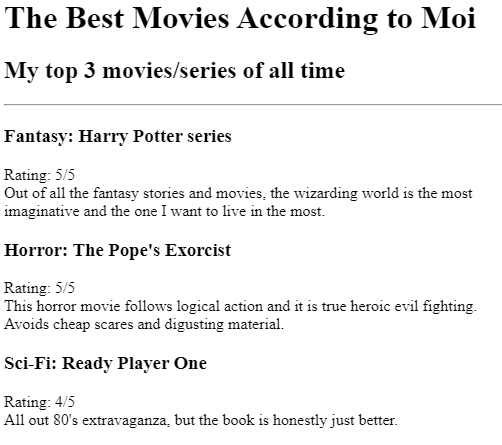 The Best Movies According to Moi
My top 3 movies/series of all time
Fantasy: Harry Potter series
Rating: 5/5
Out of all the fantasy stories and movies, the wizarding world is the most
imaginative and the one I want to live in the most.
Horror: The Pope's Exorcist
Rating: 5/5
This horror movie follows logical action and it is true heroic evil fighting.
Avoids cheap scares and digusting material.
Sci-Fi: Ready Player One
Rating: 4/5
All out 80's extravaganza, but the book is honestly just better.